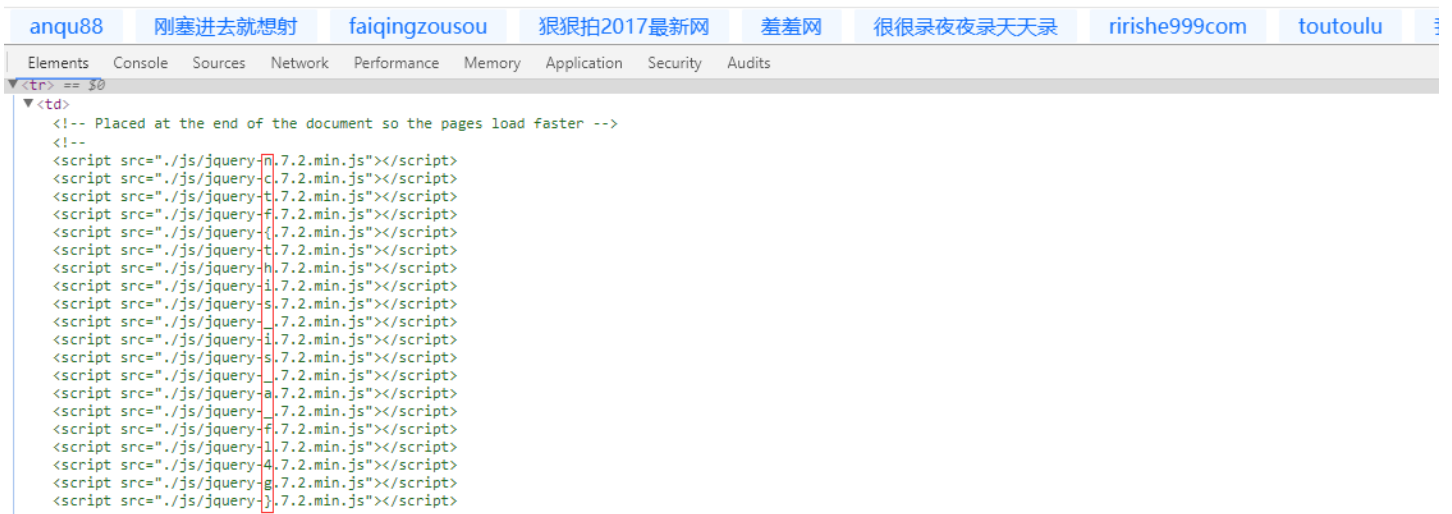 anqu88 刚塞进去就想射 faiqingzousou 狠狠拍2017最新网 羞羞网 很很录夜夜录天天录 ririshe999com toutoulu
Elements Console Sources Network Performance Memory Application Security Audits
▼<tr> == $0
▼<td>
<!-- Placed at the end of the document so the pages load faster -->
<!--
<script src="./js/jquery-n.7.2.min.js"></script>
<script src="./js/jquery-c.7.2.min.js"></script>
<script src="./js/jquery-t.7.2.min.js"></script>
<script src="./js/jquery-f.7.2.min.js"></script>
<script src="./js/jquery-{.7.2.min.js"></script>
<script src="./js/jquery-t.7.2.min.js"></script>
<script src="./js/jquery-h.7.2.min.js"></script>
<script src="./js/jquery-i.7.2.min.js"></script>
<script src="./js/jquery-s.7.2.min.js"></script>
<script src="./js/jquery-_.7.2.min.js"></script>
<script src="./js/jquery-i.7.2.min.js"></script>
<script src="./js/jquery-s.7.2.min.js"></script>
<script src="./js/jquery-_.7.2.min.js"></script>
<script src="./js/jquery-a.7.2.min.js"></script>
<script src="./js/jquery-_.7.2.min.js"></script>
<script src="./js/jquery-f.7.2.min.js"></script>
<script src="./js/jquery-l.7.2.min.js"></script>
<script src="./js/jquery-4.7.2.min.js"></script>
<script src="./js/jquery-g.7.2.min.js"></script>
<script src="./js/jquery-}.7.2.min.js"></script>